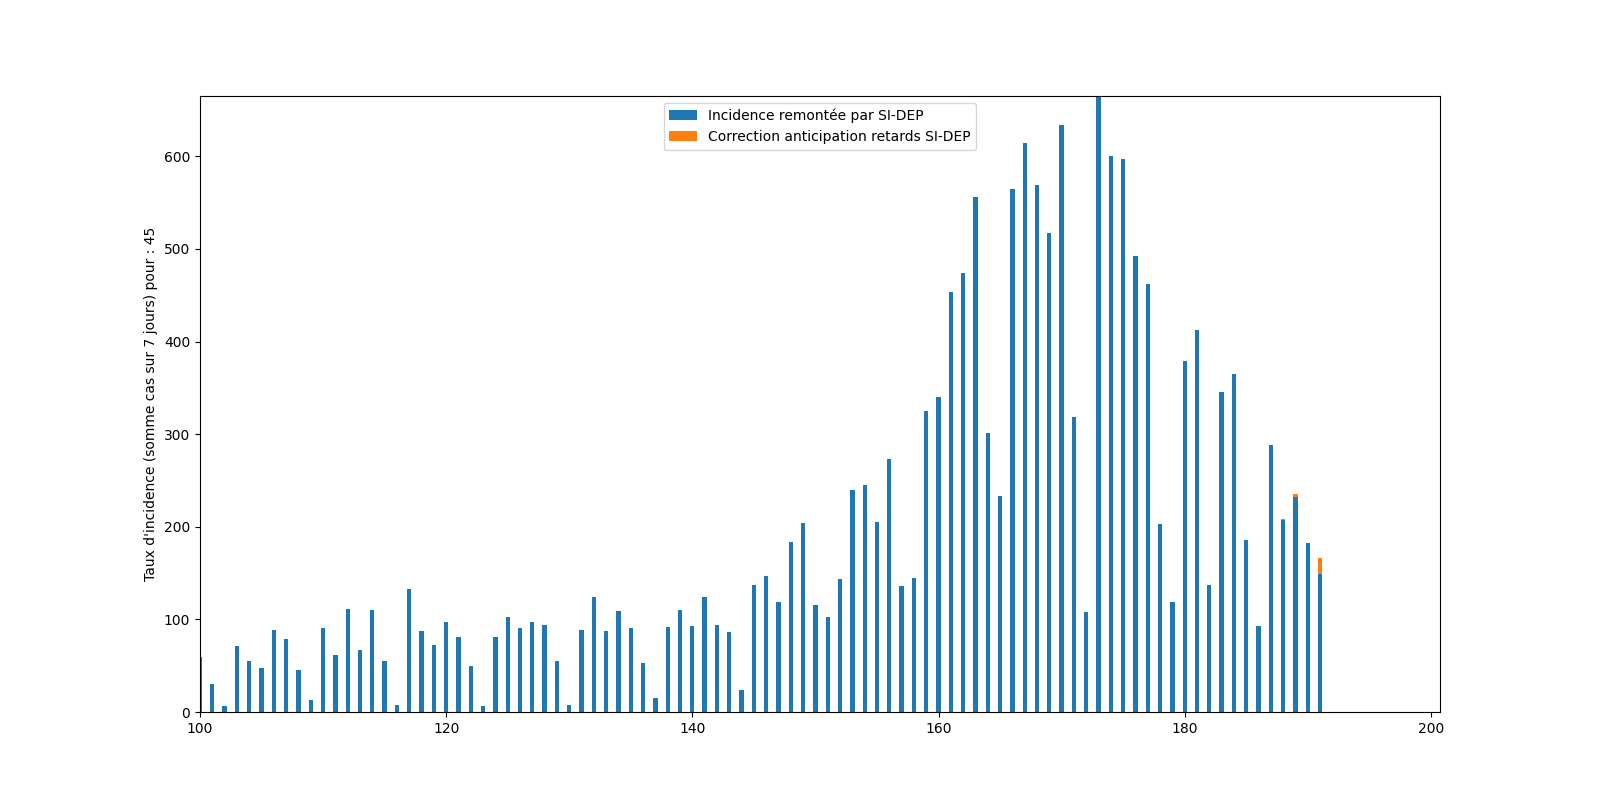 Incidence remontée par SI-DEP
Correction anticipation retards SI-DEP
Taux d'incidence (somme cas sur 7 jours) pour : 45
600
500
400
300
200
100
0
100 120 140 160 180 200